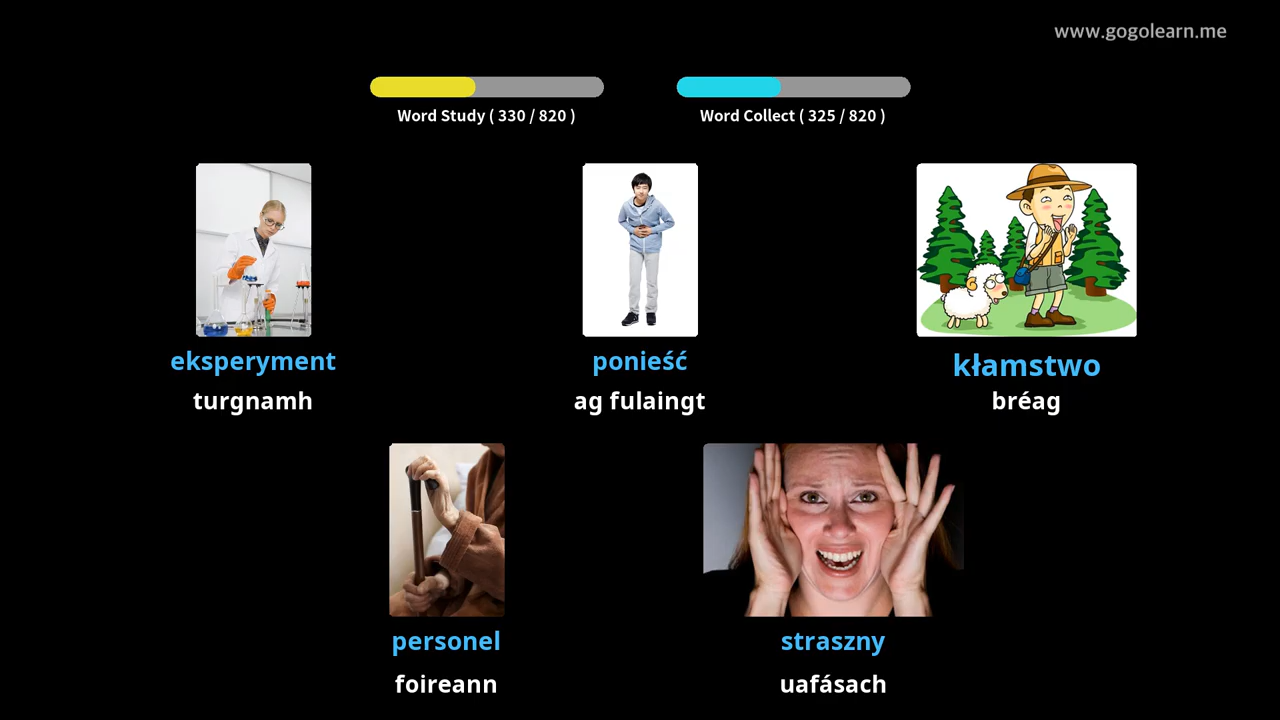 www.gogolearn.me
Word Study ( 330 / 820 )
Word Collect ( 325 / 820 )
eksperyment
turgnamh
ponieść
ag fulaingt
kłamstwo
bréag
personel
foireann
straszny
uafásach